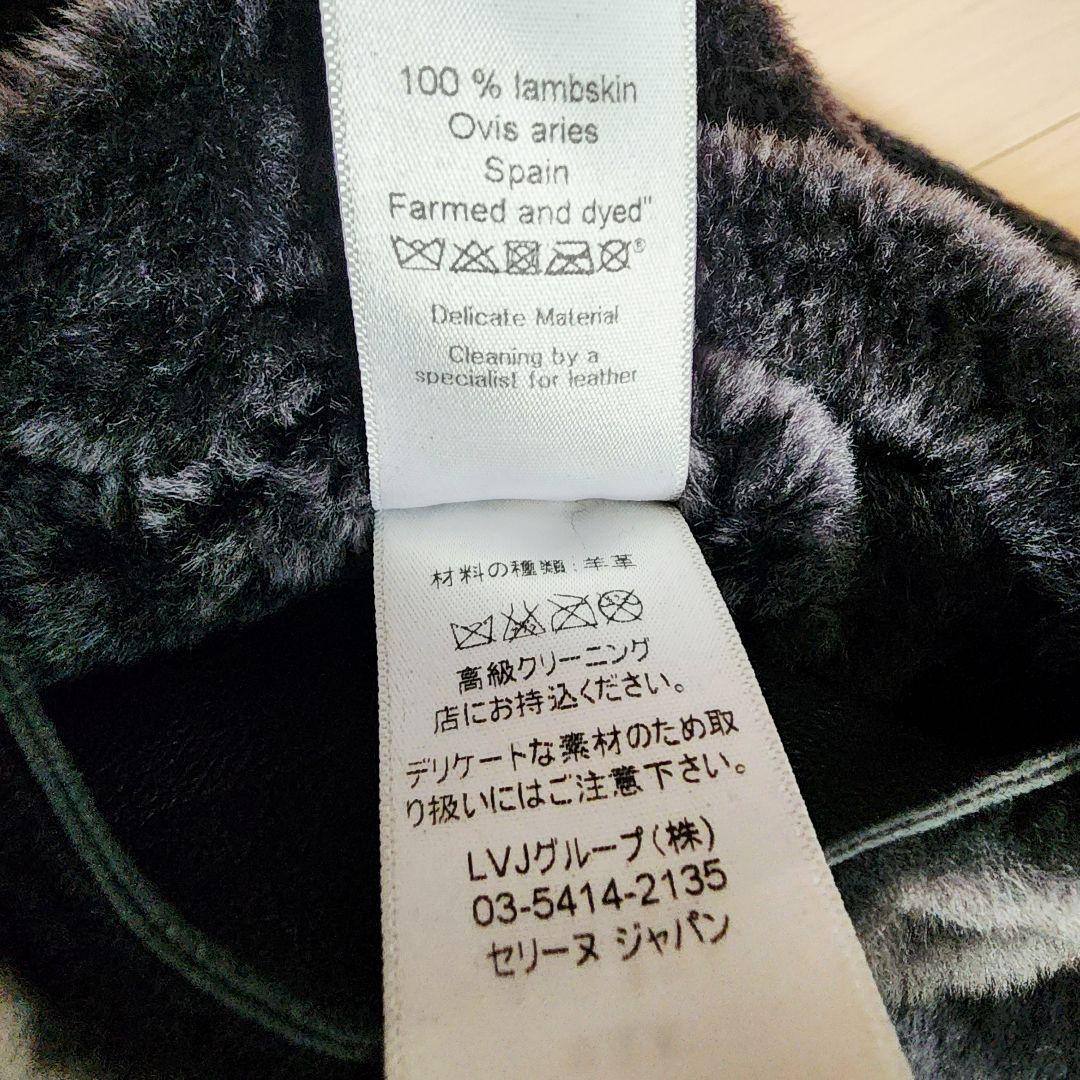 100 % lambskin
Ovis aries
Spain
Farmed and dyed"
®
Delicate Material
Cleaning by a
specialist for leather
材料の種類:羊革
高級クリーニング
店にお持込ください。
デリケートな素材のため取
り扱いにはご注意下さい。
LVJグループ(株)
03-5414-2135
セリーヌ ジャパン